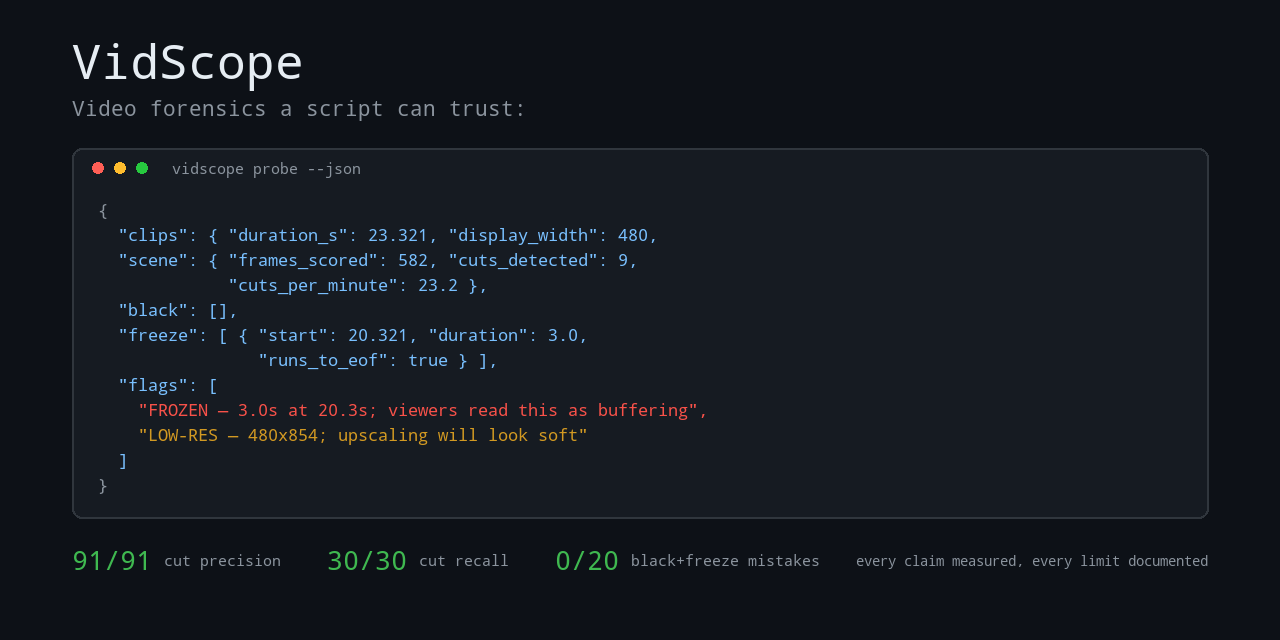 VidScope
Video forensics a script can trust:
vidscope probe --json
{
"clips": { "duration_s": 23.321, "display_width": 480,
"scene": { "frames_scored": 582, "cuts_detected": 9,
"cuts_per_minute": 23.2 },
"black": [],
"freeze": [ { "start": 20.321, "duration": 3.0,
"runs_to_eof": true } ],
"flags": [
"FROZEN — 3.0s at 20.3s; viewers read this as buffering",
"LOW-RES — 480x854; upscaling will look soft"
]
}
91/91 cut precision 30/30 cut recall 0/20 black+freeze mistakes every claim measured, every limit documented